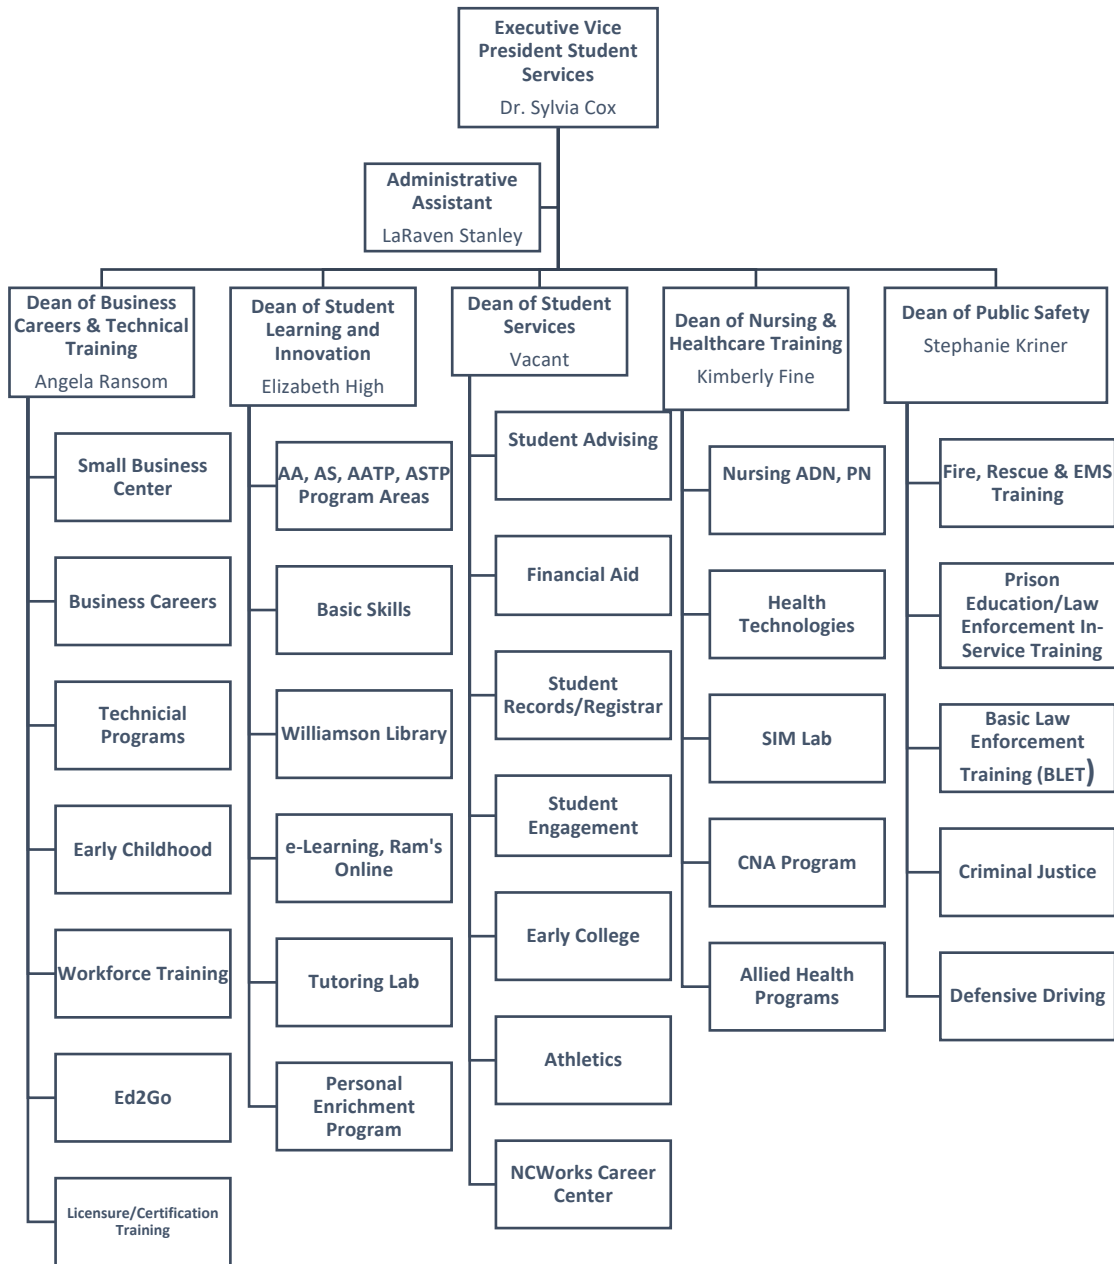 Executive Vice
President Student
Services
Dr. Sylvia Cox
Administrative
Assistant
LaRaven Stanley
Dean of Business
Careers & Technical
Training
Angela Ransom
Small Business
Center
Business Careers
Technicial
Programs
Early Childhood
Workforce Training
Ed2Go
Licensure/Certification
Training
Dean of Student
Learning and
Innovation
Elizabeth High
AA, AS, AATP, ASTP
Program Areas
Basic Skills
Williamson Library
e-Learning, Ram's
Online
Tutoring Lab
Personal
Enrichment
Program
Dean of Student
Services
Vacant
Student Advising
Financial Aid
Student
Records/Registrar
Student
Engagement
Early College
Athletics
NCWorks Career
Center
Dean of Nursing &
Healthcare Training
Kimberly Fine
Nursing ADN, PN
Health
Technologies
SIM Lab
CNA Program
Allied Health
Programs
Dean of Public Safety
Stephanie Kriner
Fire, Rescue & EMS
Training
Prison
Education/Law
Enforcement In-
Service Training
Basic Law
Enforcement
Training (BLET)
Criminal Justice
Defensive Driving